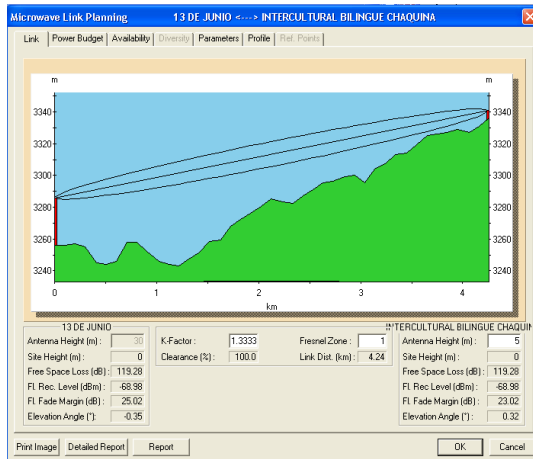 Microwave Link Planning 13 DE JUNIO <---> INTERCULTURAL BILINGUE CHAQUINA
Link Power Budget Availability Diversity Parameters Profile Ref. Points
m m
3340 3340
3320 3320
3300 3300
3280 3280
3260 3260
3240 3240
0 1 2 3 4
km
13 DE JUNIO
Antenna Height (m) : 30
Site Height (m) : 0
Free Space Loss (dB) : 119.28
Fl. Rec. Level (dBm) : -68.98
Fl. Fade Margin (dB) : 25.02
Elevation Angle (°): -0.35
K-Factor : 1.3333 Fresnel Zone : 1
Clearance (%) : 100.0 Link Dist. (km) : 4.24
INTERCULTURAL BILINGUE CHAQUIN
Antenna Height (m) : 5
Site Height (m) : 0
Free Space Loss (dB) : 119.28
Fl. Rec. Level (dBm) : -68.98
Fl. Fade Margin (dB) : 23.02
Elevation Angle (°): 0.32
Print Image Detailed Report Report OK Cancel